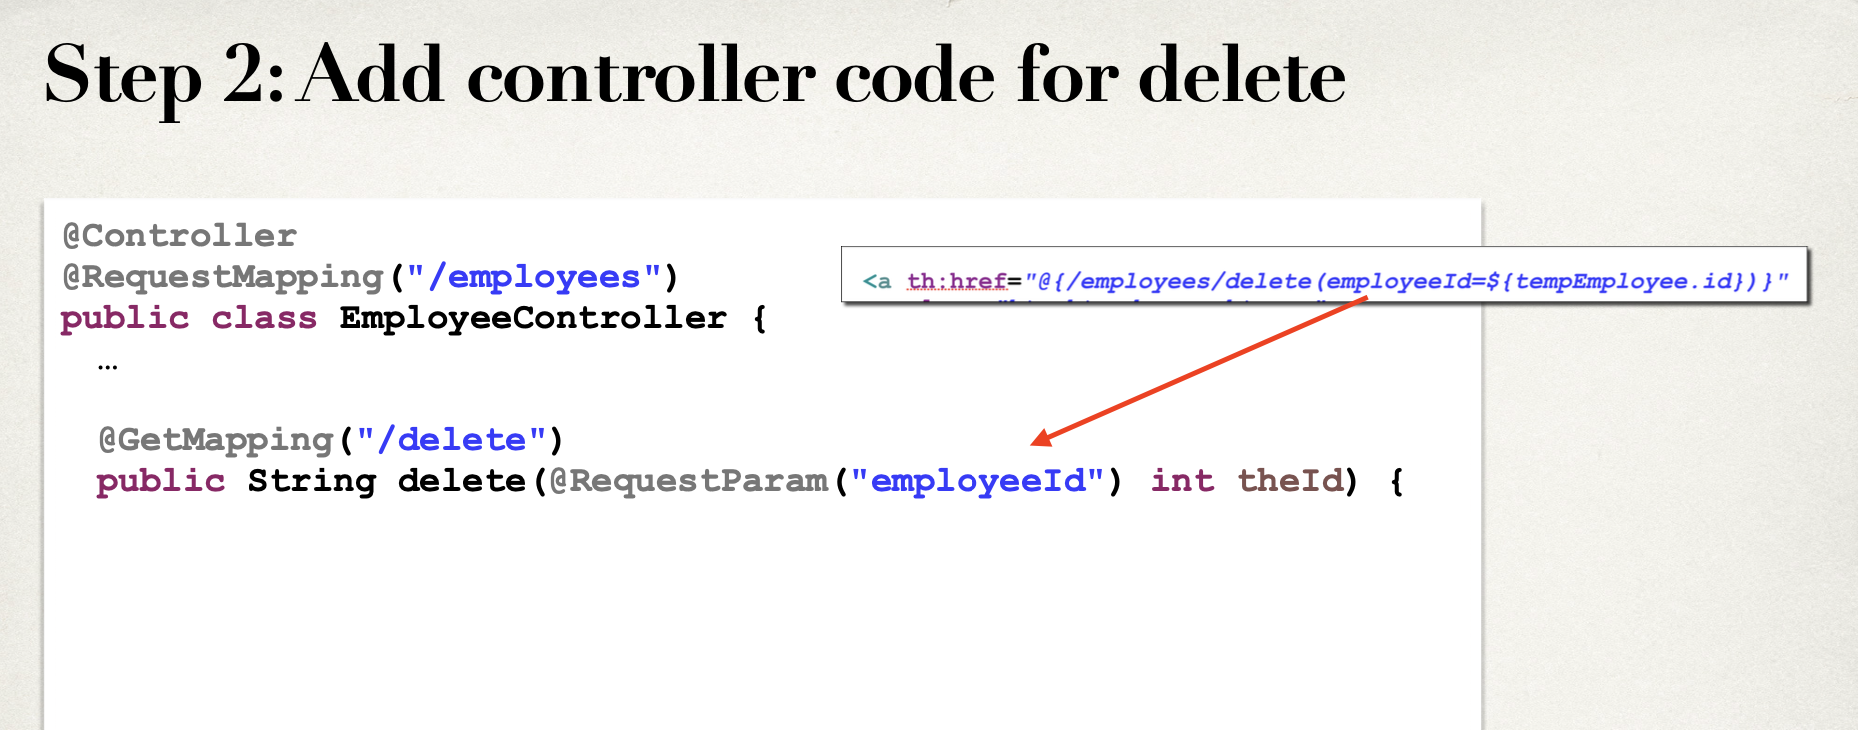 Step 2: Add controller code for delete
@Controller
@RequestMapping("/employees")
public class EmployeeController {
…
@GetMapping("/delete")
public String delete(@RequestParam("employeeId") int theId) {
<a th:href="@{/employees/delete(employeeId=${tempEmployee.id})}"